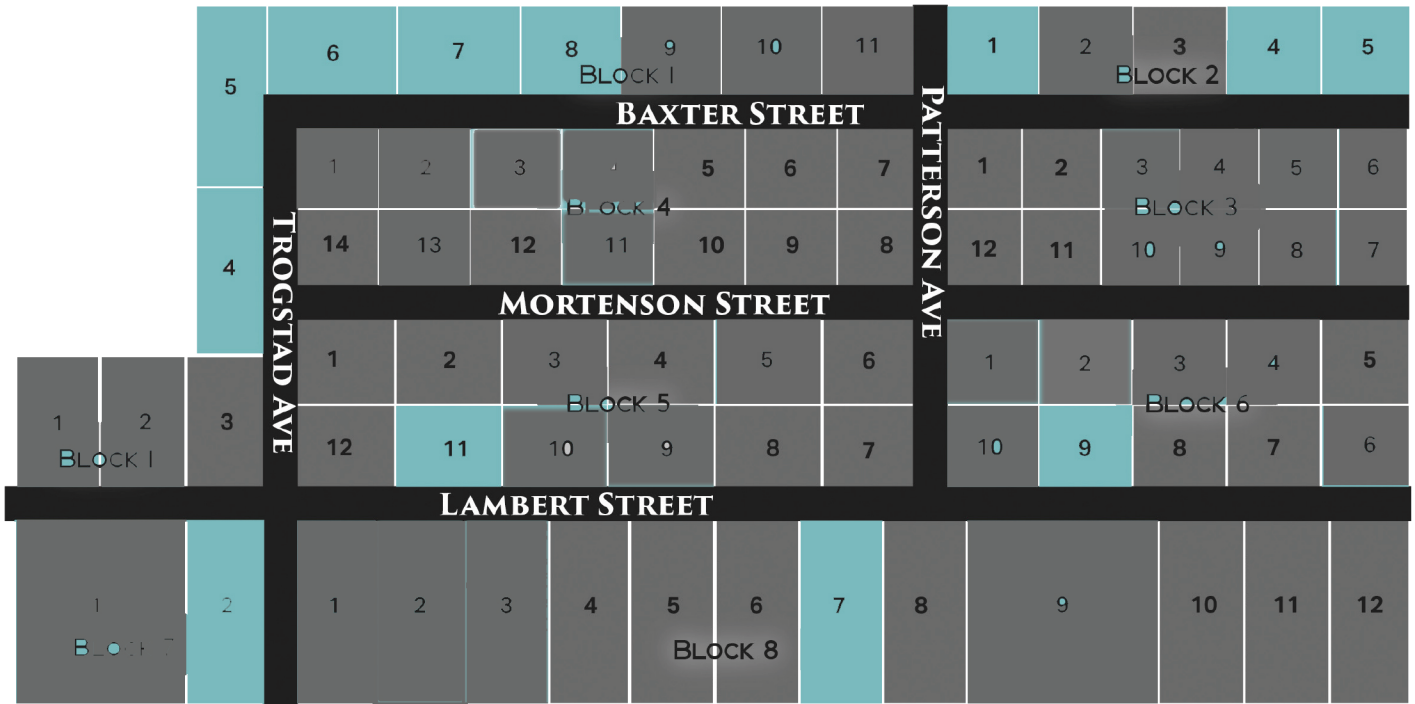 6 7 8 9 10 11 1 2 3 4 5
5
BLOCK 1 BLOCK 2
BAXTER STREET
PATTERSON AVE
1 2 3 5 6 7 1 2 3 4 5 6
BLOCK 4 BLOCK 3
4
TROGSTAD AVE
14 13 12 11 10 9 8 12 11 10 9 8 7
MORTENSON STREET
1 2 3 4 5 6 1 2 3 4 5
BLOCK 5 BLOCK 6
1 2 3
12 11 10 9 8 7 10 9 8 7 6
BLOCK 1
LAMBERT STREET
1 2 1 2 3 4 5 6 7 8 9 10 11 12
BLOCK 8